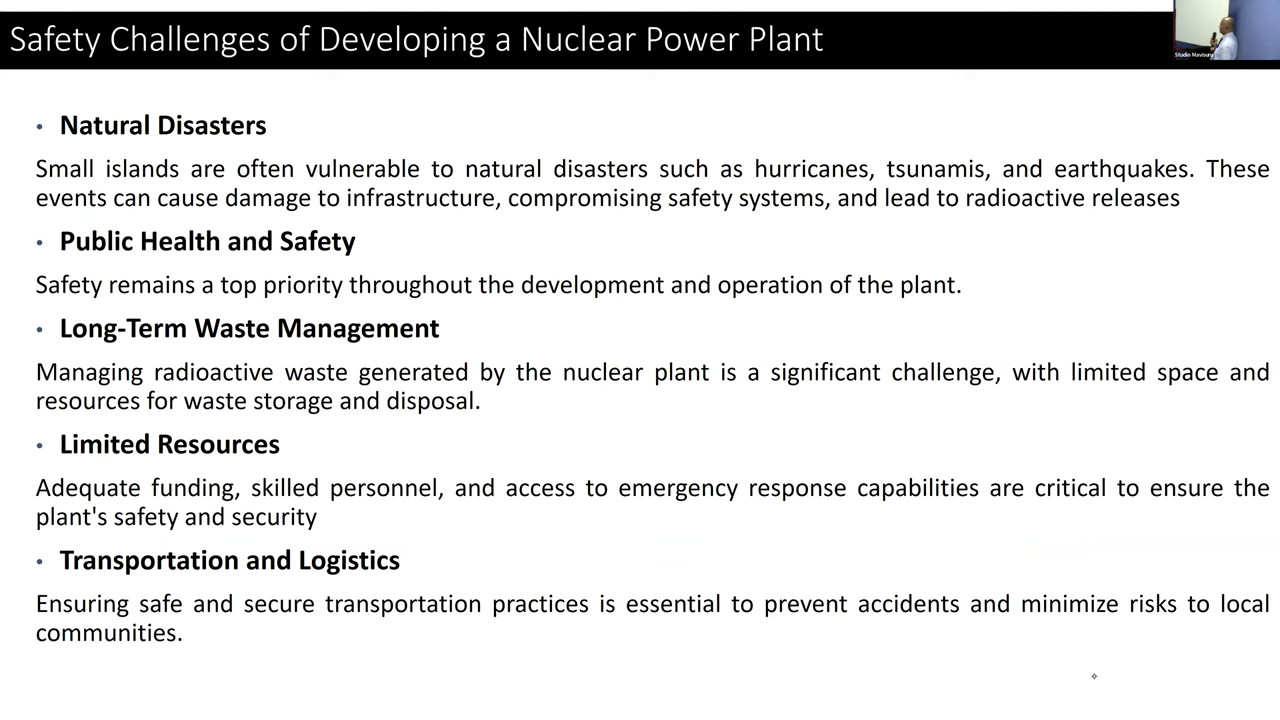 Safety Challenges of Developing a Nuclear Power Plant
• Natural Disasters
Small islands are often vulnerable to natural disasters such as hurricanes, tsunamis, and earthquakes. These
events can cause damage to infrastructure, compromising safety systems, and lead to radioactive releases
• Public Health and Safety
Safety remains a top priority throughout the development and operation of the plant.
• Long-Term Waste Management
Managing radioactive waste generated by the nuclear plant is a significant challenge, with limited space and
resources for waste storage and disposal.
• Limited Resources
Adequate funding, skilled personnel, and access to emergency response capabilities are critical to ensure the
plant's safety and security
• Transportation and Logistics
Ensuring safe and secure transportation practices is essential to prevent accidents and minimize risks to local
communities.
Studio